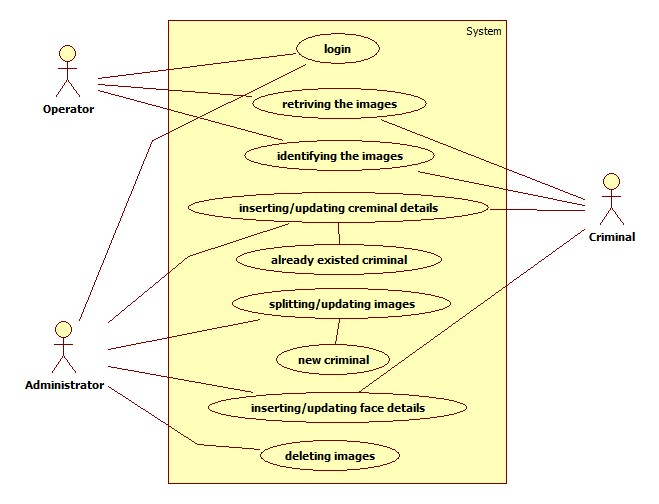 System
login
Operator
retriving the images
identifying the images
inserting/updating creminal details
Criminal
already existed criminal
splitting/updating images
new criminal
Administrator
inserting/updating face details
deleting images